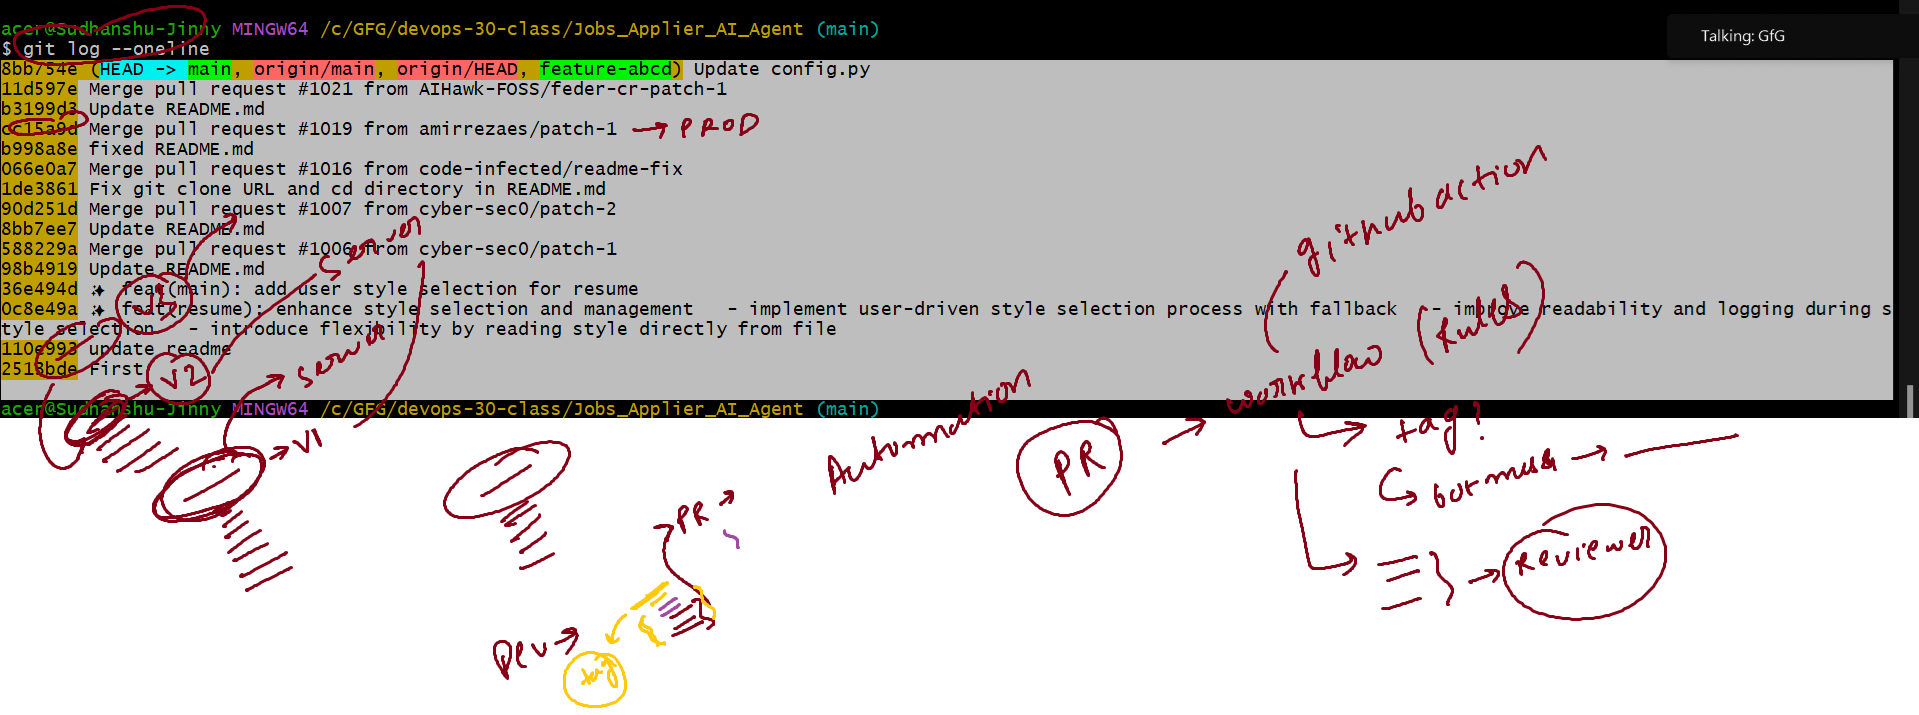 acer@Sudhanshu-Jinny MINGW64 /c/GFG/devops-30-class/Jobs_Applier_AI_Agent (main)
Talking: GfG
$ git log --oneline
8bb754e (HEAD -> main, origin/main, origin/HEAD, feature-abcd) Update config.py
11d597e Merge pull request #1021 from AIHawk-FOSS/feder-cr-patch-1
b3199d3 Update README.md
cc15a9d Merge pull request #1019 from amirrezaes/patch-1 → PROD
b998a8e fixed README.md
066e0a7 Merge pull request #1016 from code-infected/readme-fix
1de3861 Fix git clone URL and cd directory in README.md
90d251d Merge pull request #1007 from cyber-sec0/patch-2
8bb7ee7 Update README.md
588229a Merge pull request #1006 from cyber-sec0/patch-1
98b4919 Update README.md
36e494d ✨ feat(main): add user style selection for resume
0c8e49a ✨ feat(resume): enhance style selection and management   - implement user-driven style selection process with fallback   - improve readability and logging during s
tyle selection   - introduce flexibility by reading style directly from file
110e993 update readme
2518bde First
acer@Sudhanshu-Jinny MINGW64 /c/GFG/devops-30-class/Jobs_Applier_AI_Agent (main)
github action
server
V3
workflow (Rules)
V2
server
V1
Automation
PR →
tag?
PR →
Reviewer
Dev →
tag